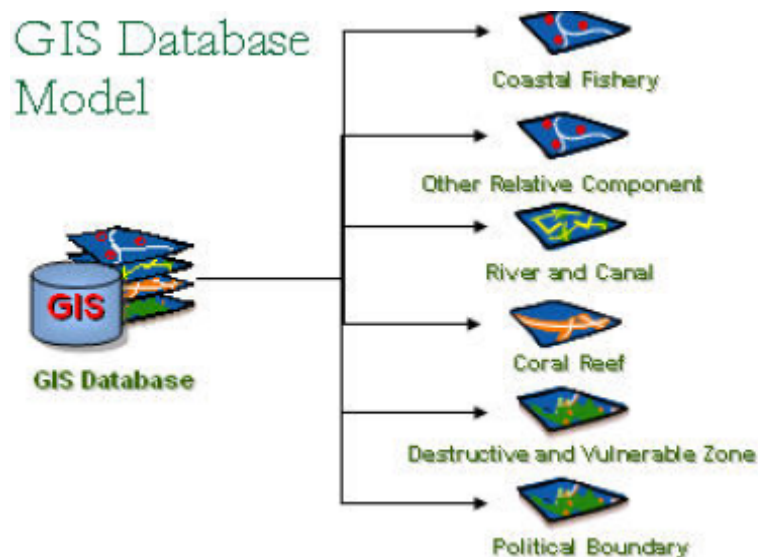 GIS Database
Model
Coastal Fishery
Other Relative Component
River and Canal
GIS
Coral Reef
GIS Database
Destructive and Vulnerable Zone
Political Boundary